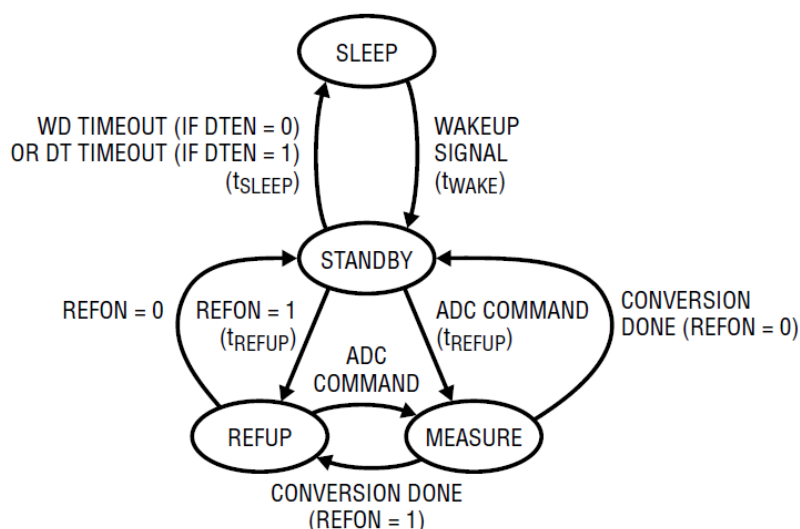 SLEEP
WD TIMEOUT (IF DTEN = 0)
OR DT TIMEOUT (IF DTEN = 1)
(tSLEEP)
WAKEUP
SIGNAL
(tWAKE)
STANDBY
REFON = 0
REFON = 1
(tREFUP)
ADC COMMAND
(tREFUP)
CONVERSION
DONE (REFON = 0)
ADC
COMMAND
REFUP
MEASURE
CONVERSION DONE
(REFON = 1)